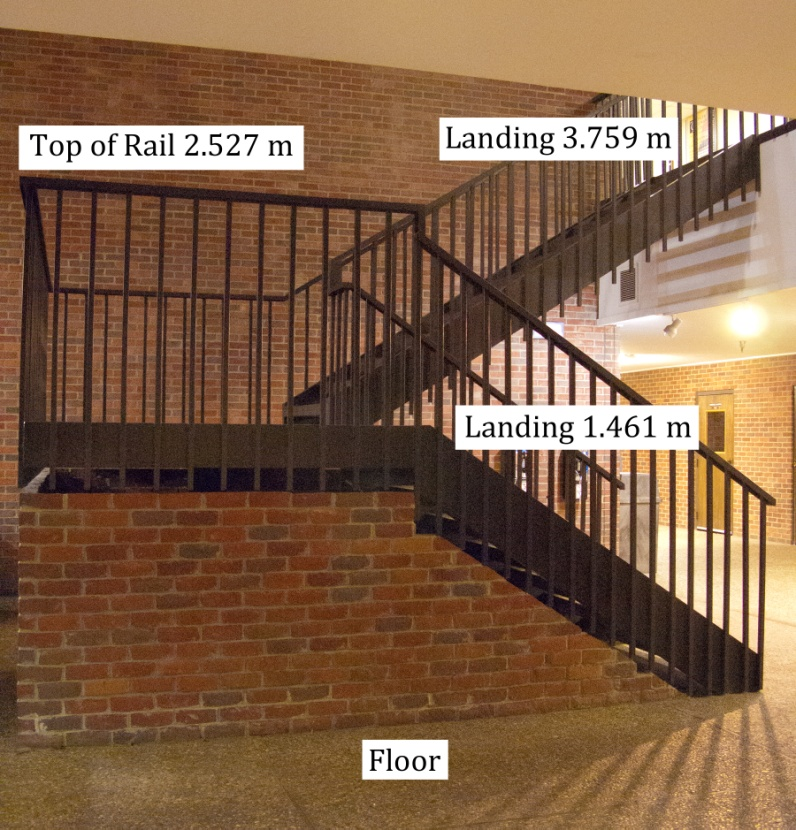 Top of Rail 2.527 m
Landing 3.759 m
Landing 1.461 m
Floor